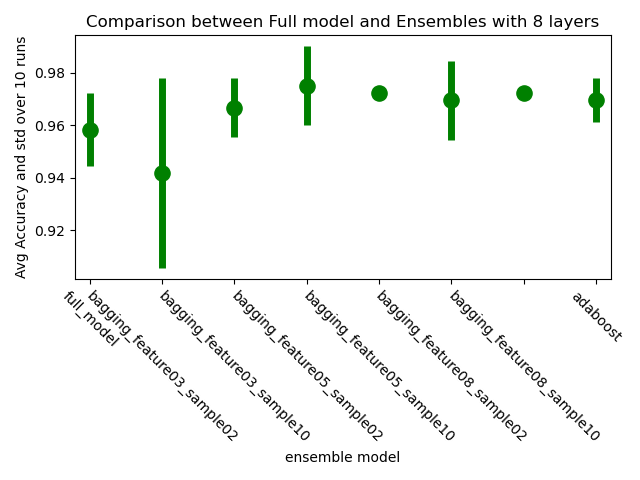 Comparison between Full model and Ensembles with 8 layers
Avg Accuracy and std over 10 runs
0.98
0.96
0.94
0.92
full_model
bagging_feature03_sample02
bagging_feature03_sample10
bagging_feature05_sample02
bagging_feature05_sample10
bagging_feature08_sample02
bagging_feature08_sample10
adaboost
ensemble model